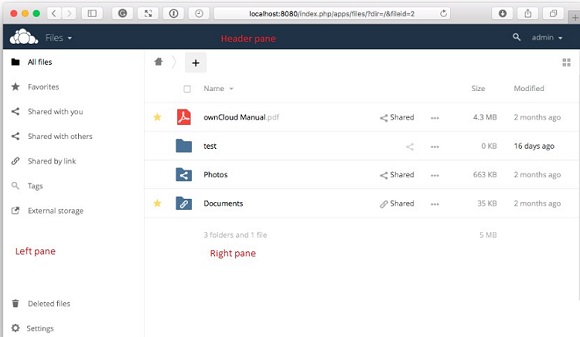 localhost:8080/index.php/apps/files/?dir=/&fileid=2
Files
Header pane
admin
All files
Favorites
Shared with you
Shared with others
Shared by link
Tags
External storage
Left pane
Deleted files
Settings
+
Name Size Modified
ownCloud Manual.pdf Shared ••• 4.3 MB 2 months ago
test ••• 0 KB 16 days ago
Photos Shared ••• 663 KB 2 months ago
Documents Shared ••• 35 KB 2 months ago
3 folders and 1 file 5 MB
Right pane